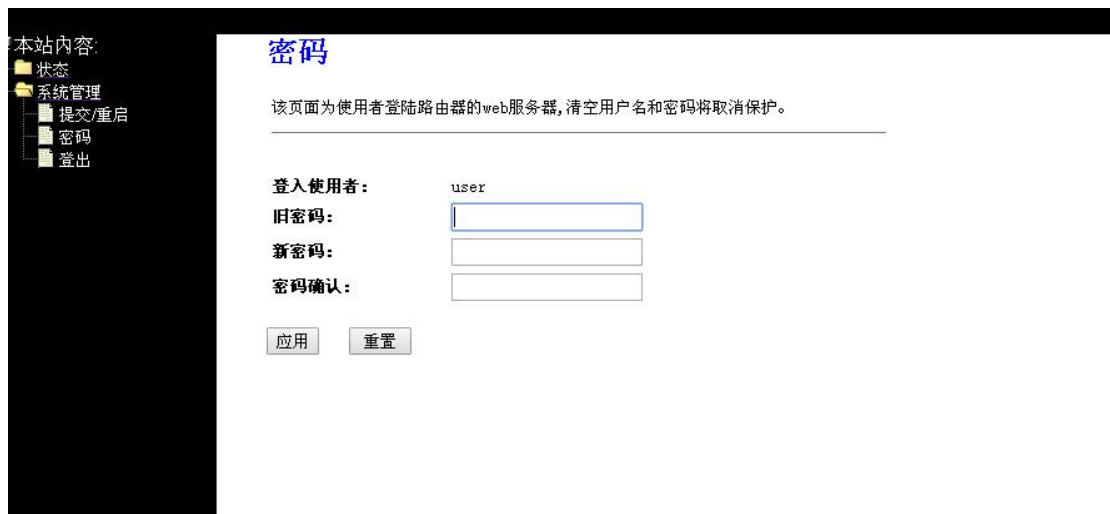 本站内容:
状态
系统管理
提交/重启
密码
登出
密码
该页面为使用者登陆路由器的web服务器,清空用户名和密码将取消保护。
登入使用者: user
旧密码:
新密码:
密码确认:
应用 重置